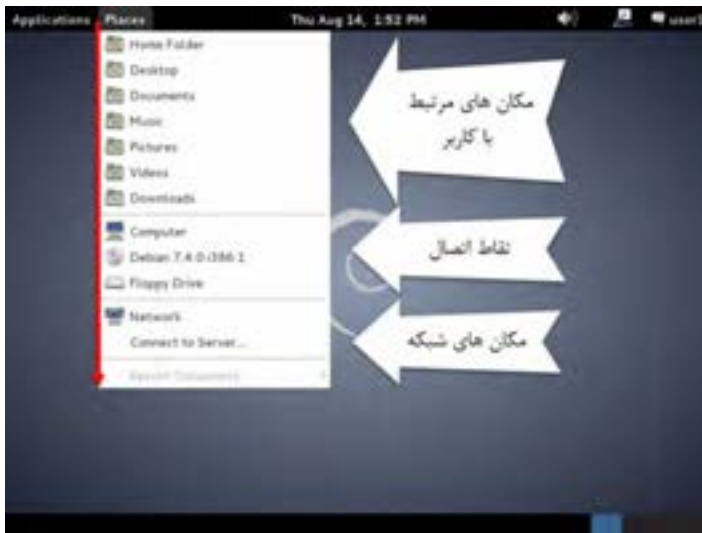 Applications Places Thu Aug 14, 1:52 PM user1
Home Folder
Desktop
Documents
Music
Pictures
Videos
Downloads
Computer
Debian 7.4.0 i386 1
Floppy Drive
Network
Connect to Server...
Recent Documents
مکان های مرتبط
با کاربر
نقاط اتصال
مکان های شبکه